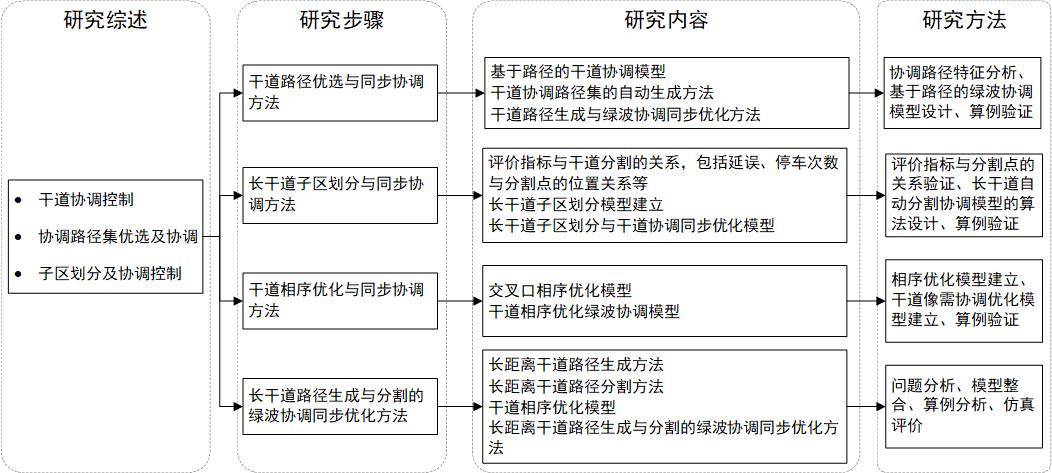 研究综述
研究步骤
研究内容
研究方法
干道协调控制
协调路径集优选及协调
子区划分及协调控制
干道路径优选与同步协调
方法
基于路径的干道协调模型
干道协调路径集的自动生成方法
干道路径生成与绿波协调同步优化方法
协调路径特征分析、
基于路径的绿波协调
模型设计、算例验证
长干道子区划分与同步协
调方法
评价指标与干道分割的关系，包括延误、停车次数
与分割点的位置关系等
长干道子区划分模型建立
长干道子区划分与干道协调同步优化模型
评价指标与分割点的
关系验证、长干道自
动分割协调模型的算
法设计、算例验证
干道相序优化与同步协调
方法
交叉口相序优化模型
干道相序优化绿波协调模型
相序优化模型建立、
干道像需协调优化模
型建立、算例验证
长干道路径生成与分割的
绿波协调同步优化方法
长距离干道路径生成方法
长距离干道路径分割方法
干道相序优化模型
长距离干道路径生成与分割的绿波协调同步优化方
法
问题分析、模型整
合、算例分析、仿真
评价